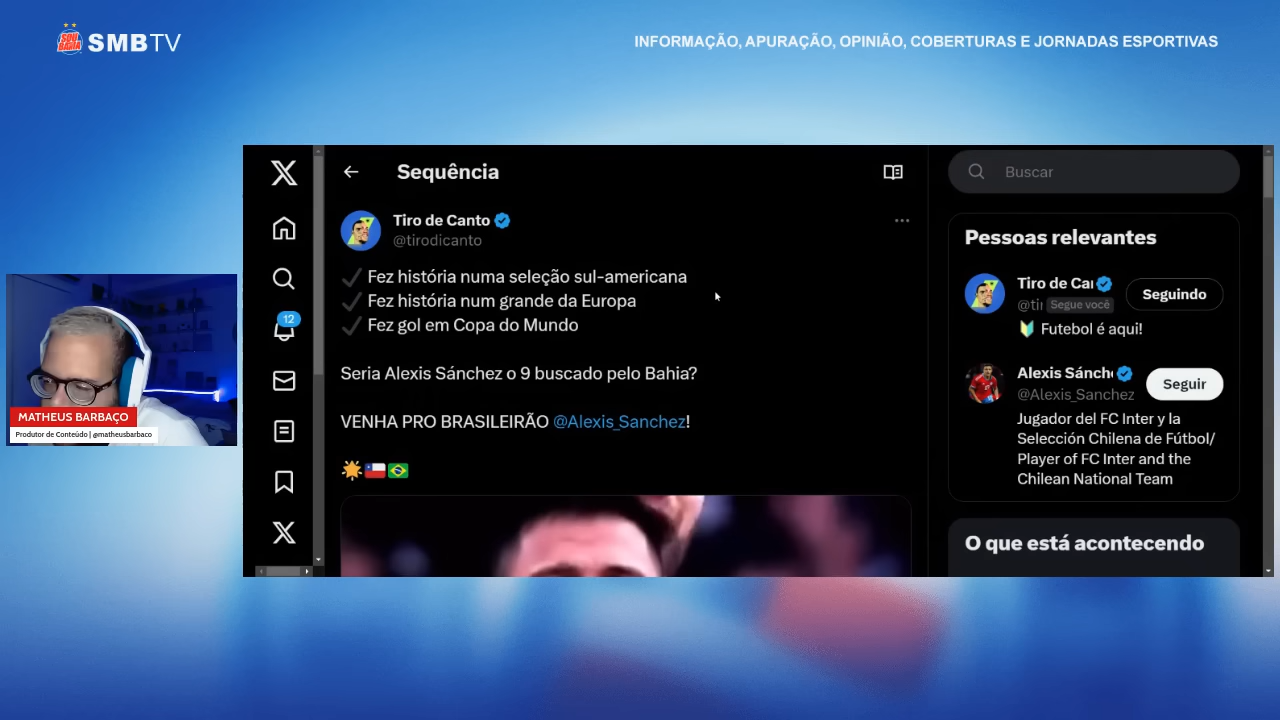 SOU
BAHIA
SMBTV
INFORMAÇÃO, APURAÇÃO, OPINIÃO, COBERTURAS E JORNADAS ESPORTIVAS
MATHEUS BARBAÇO
Produtor de Conteúdo | @matheusbarbaco
12
Sequência
Tiro de Canto
@tirodicanto
Fez história numa seleção sul-americana
Fez história num grande da Europa
Fez gol em Copa do Mundo
Seria Alexis Sánchez o 9 buscado pelo Bahia?
VENHA PRO BRASILEIRÃO @Alexis_Sanchez!
Buscar
Pessoas relevantes
Tiro de Can
@tir Segue você
Seguindo
Futebol é aqui!
Alexis Sánch
@Alexis_Sanchez
Seguir
Jugador del FC Inter y la
Selección Chilena de Fútbol/
Player of FC Inter and the
Chilean National Team
O que está acontecendo